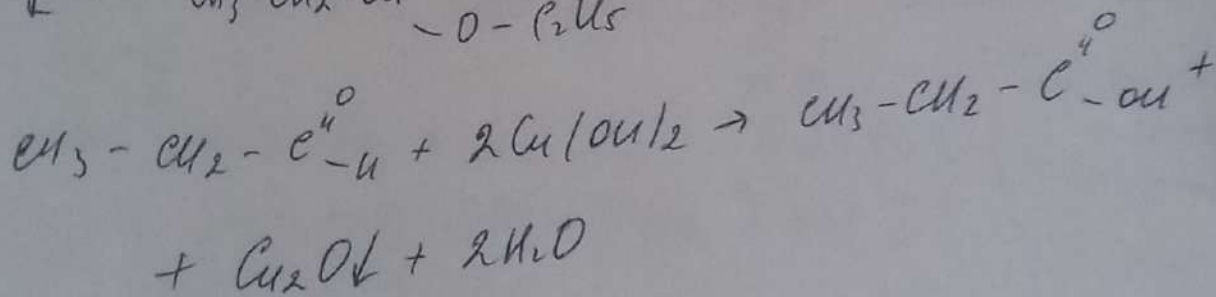 - O - C₂H₅
CH₃ - CH₂ - C =O -H + 2Cu(OH)₂ → CH₃ - CH₂ - C =O - OH +
+ Cu₂O↓ + 2H₂O